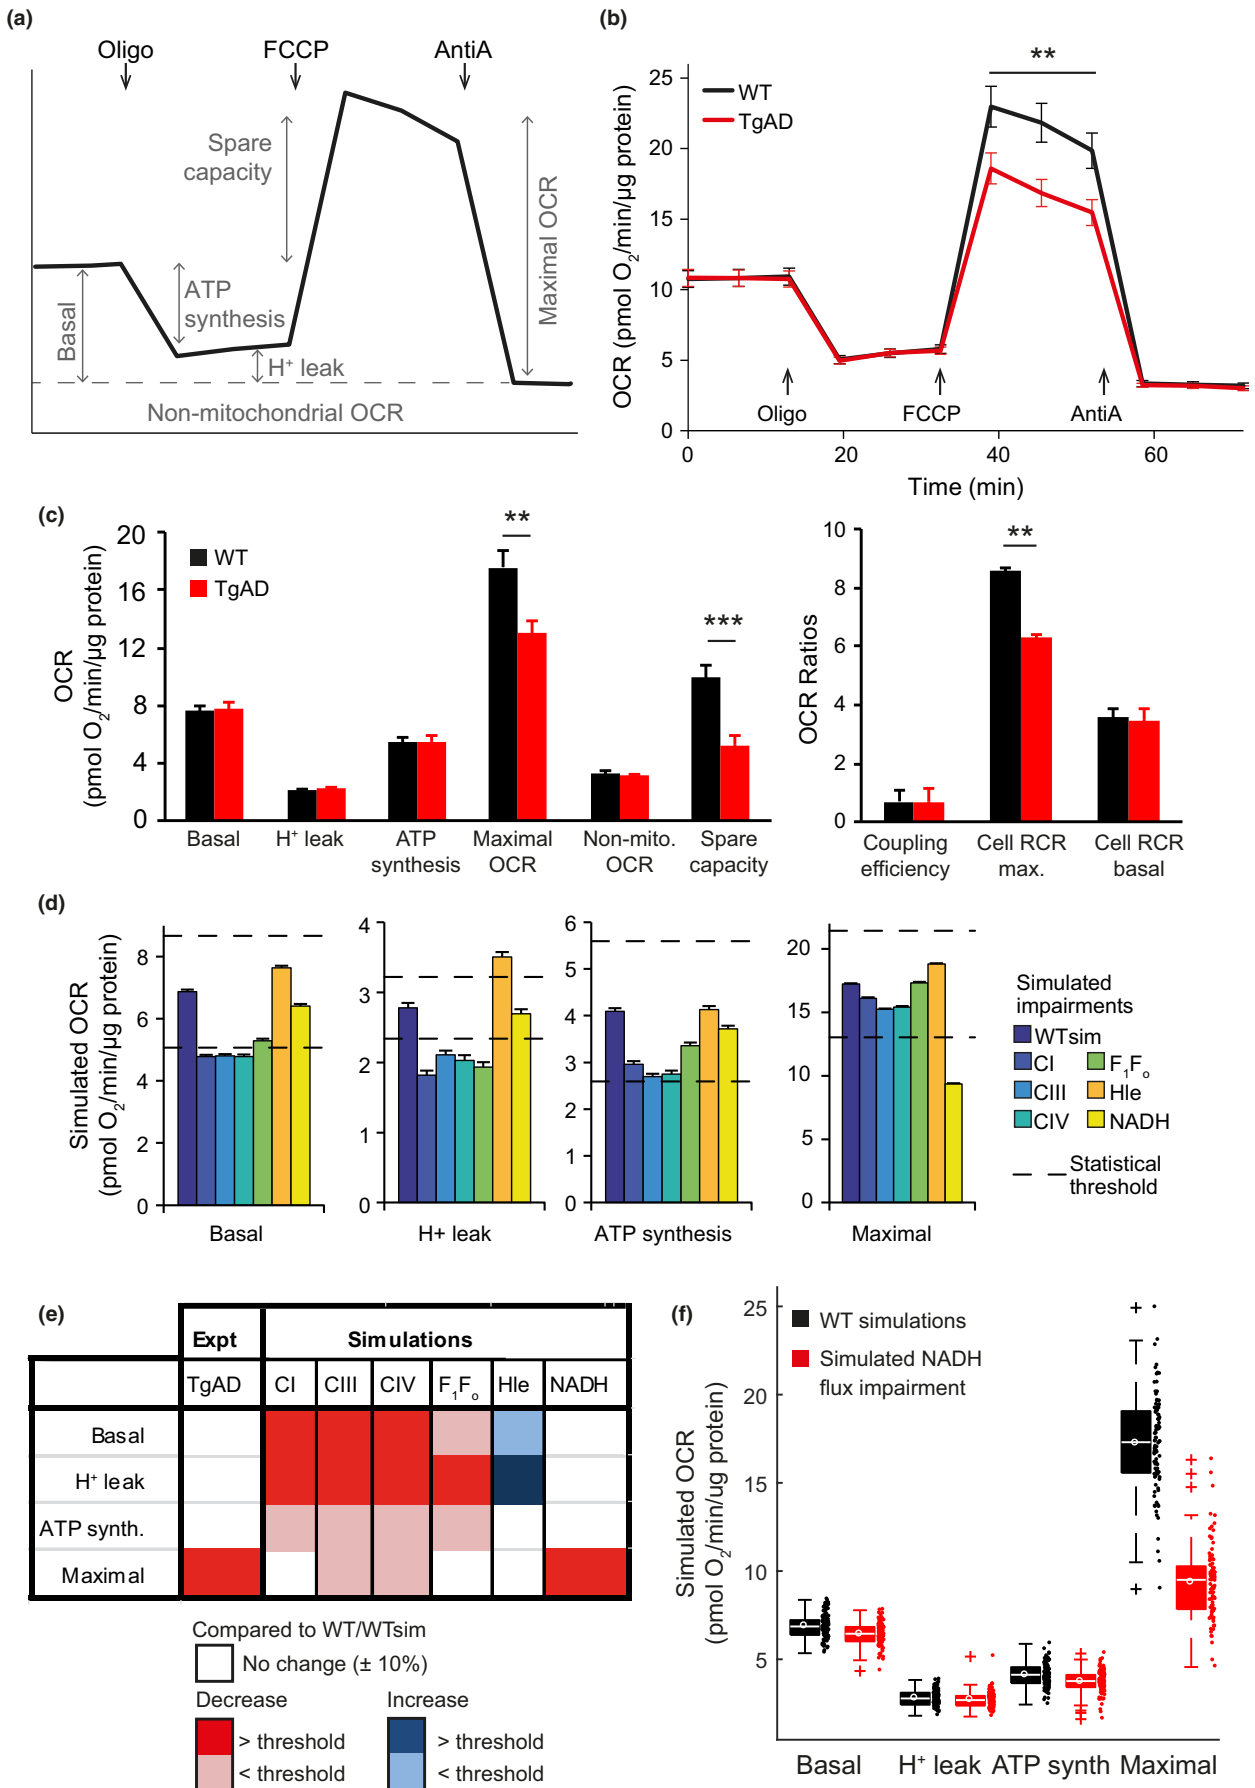 (a)
Oligo FCCP AntiA
Spare
capacity
ATP
synthesis
Basal
H+ leak
Maximal OCR
Non-mitochondrial OCR
(b)
**
WT
TgAD
OCR (pmol O2/min/µg protein)
25
20
15
10
5
0
Oligo FCCP AntiA
0 20 40 60
Time (min)
(c)
OCR
(pmol O2/min/µg protein)
20
16
12
8
4
0
WT
TgAD
**
***
Basal H+ leak ATP synthesis Maximal OCR Non-mito. OCR Spare capacity
OCR Ratios
10
8
6
4
2
0
**
Coupling efficiency Cell RCR max. Cell RCR basal
(d)
Simulated OCR
(pmol O2/min/µg protein)
8
6
4
2
0
Basal
4
3
2
1
0
H+ leak
6
5
4
3
2
1
0
ATP synthesis
20
15
10
5
0
Maximal
Simulated
impairments
WTsim
CI F1Fo
CIII Hle
CIV NADH
Statistical
threshold
(e)
Expt Simulations
TgAD CI CIII CIV F1Fo Hle NADH
Basal
H+ leak
ATP synth.
Maximal
Compared to WT/WTsim
No change (± 10%)
Decrease Increase
> threshold > threshold
< threshold < threshold
(f)
WT simulations
Simulated NADH
flux impairment
Simulated OCR
(pmol O2/min/ug protein)
25
20
15
10
5
Basal H+ leak ATP synth Maximal